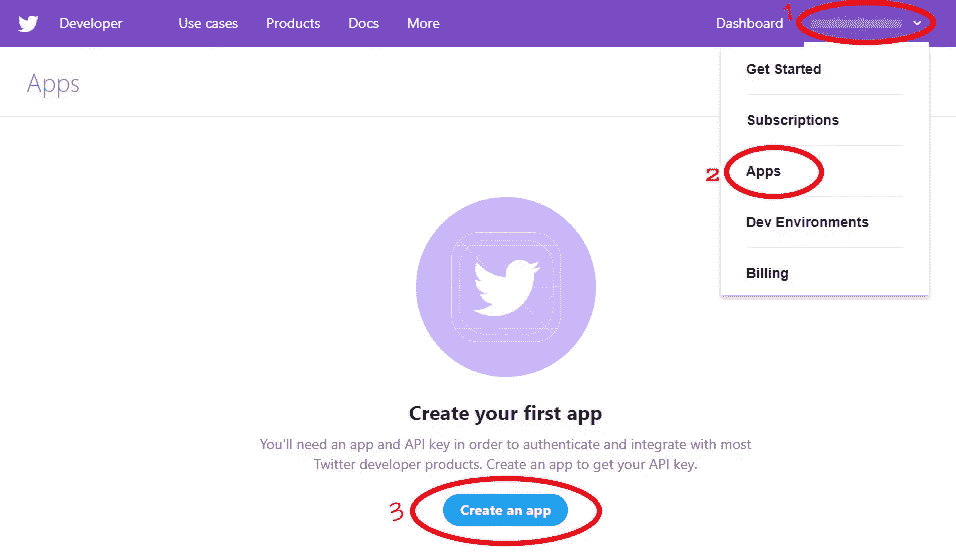 Developer Use cases Products Docs More Dashboard 1
Apps
Get Started
Subscriptions
2 Apps
Dev Environments
Billing
Create your first app
You'll need an app and API key in order to authenticate and integrate with most
Twitter developer products. Create an app to get your API key.
3 Create an app